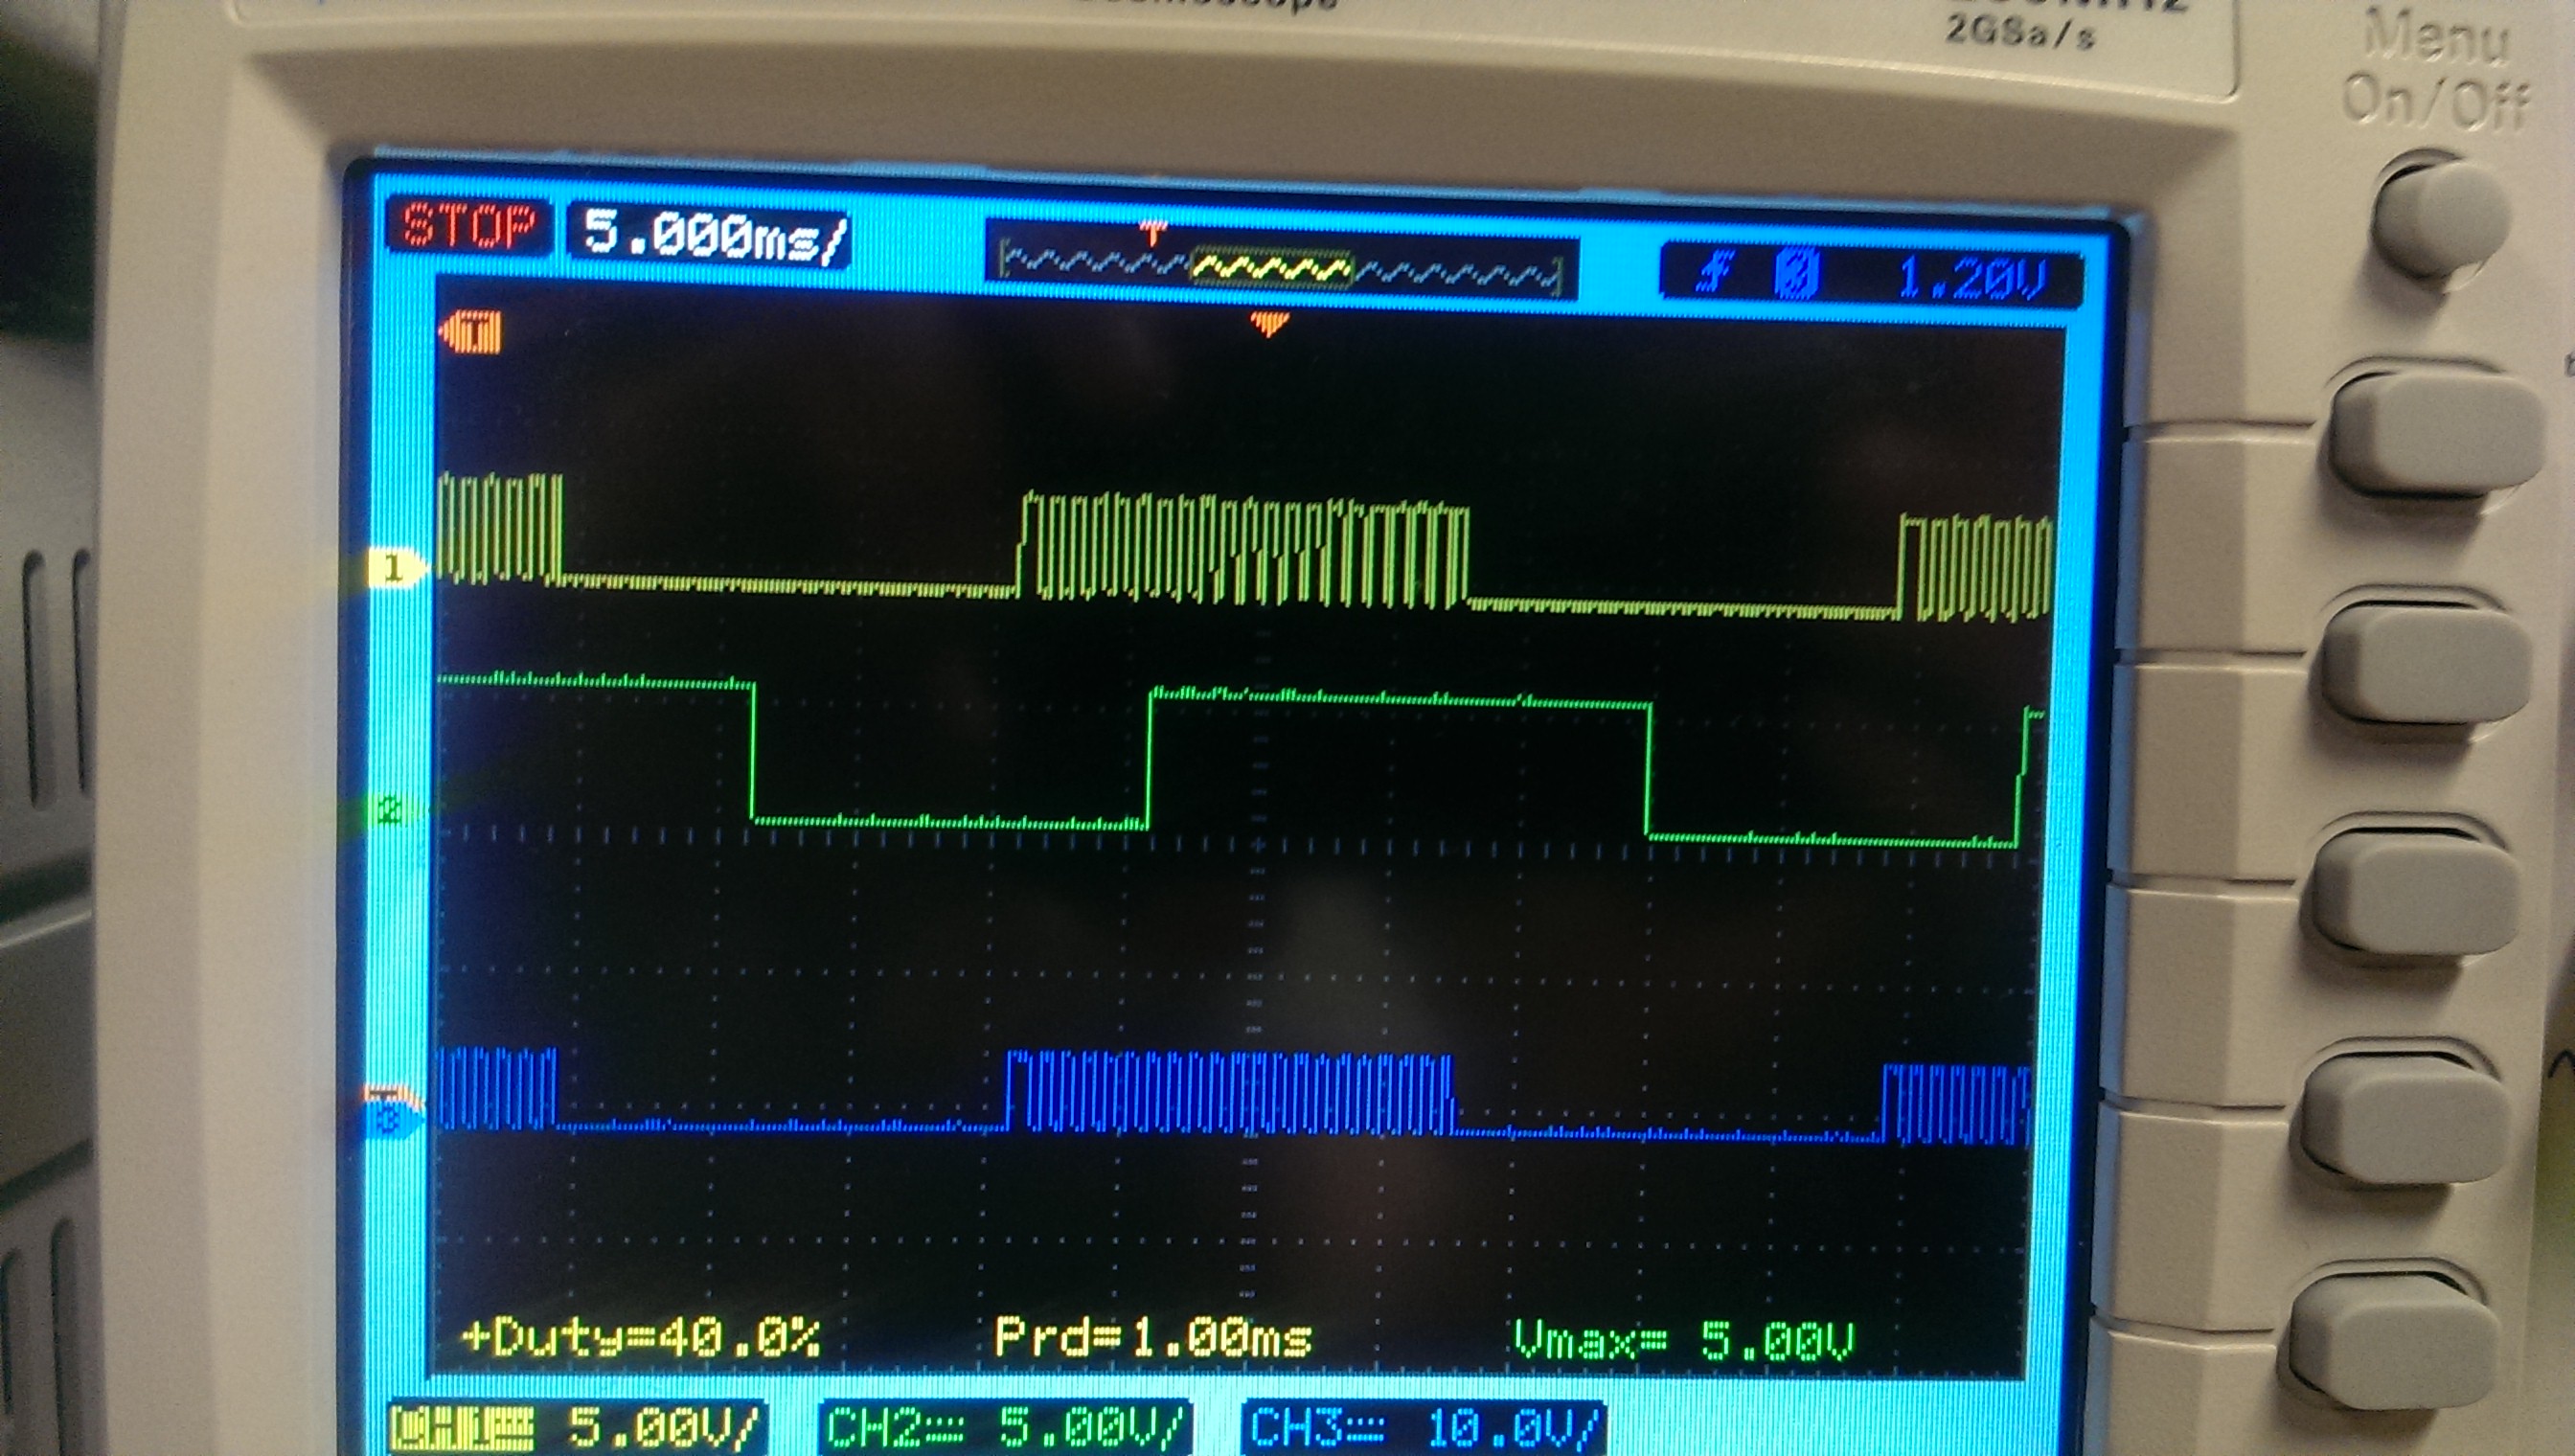 2GSa/s
Menu
On/Off
STOP 5.000ms/ T 3 1.20V
T
1
2
T
3
+Duty=40.0% Prd=1.00ms Vmax= 5.00V
5.00V/ CH2 5.00V/ CH3 10.0V/